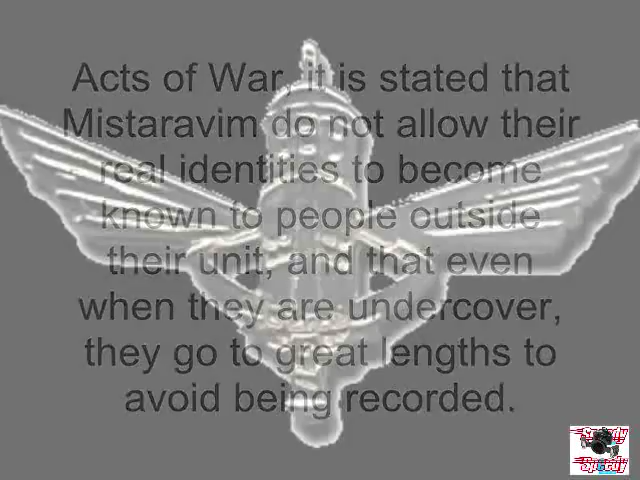 Acts of War, it is stated that
Mistaravim do not allow their
real identities to become
known to people outside
their unit, and that even
when they are undercover,
they go to great lengths to
avoid being recorded.
Speedy
Speedy